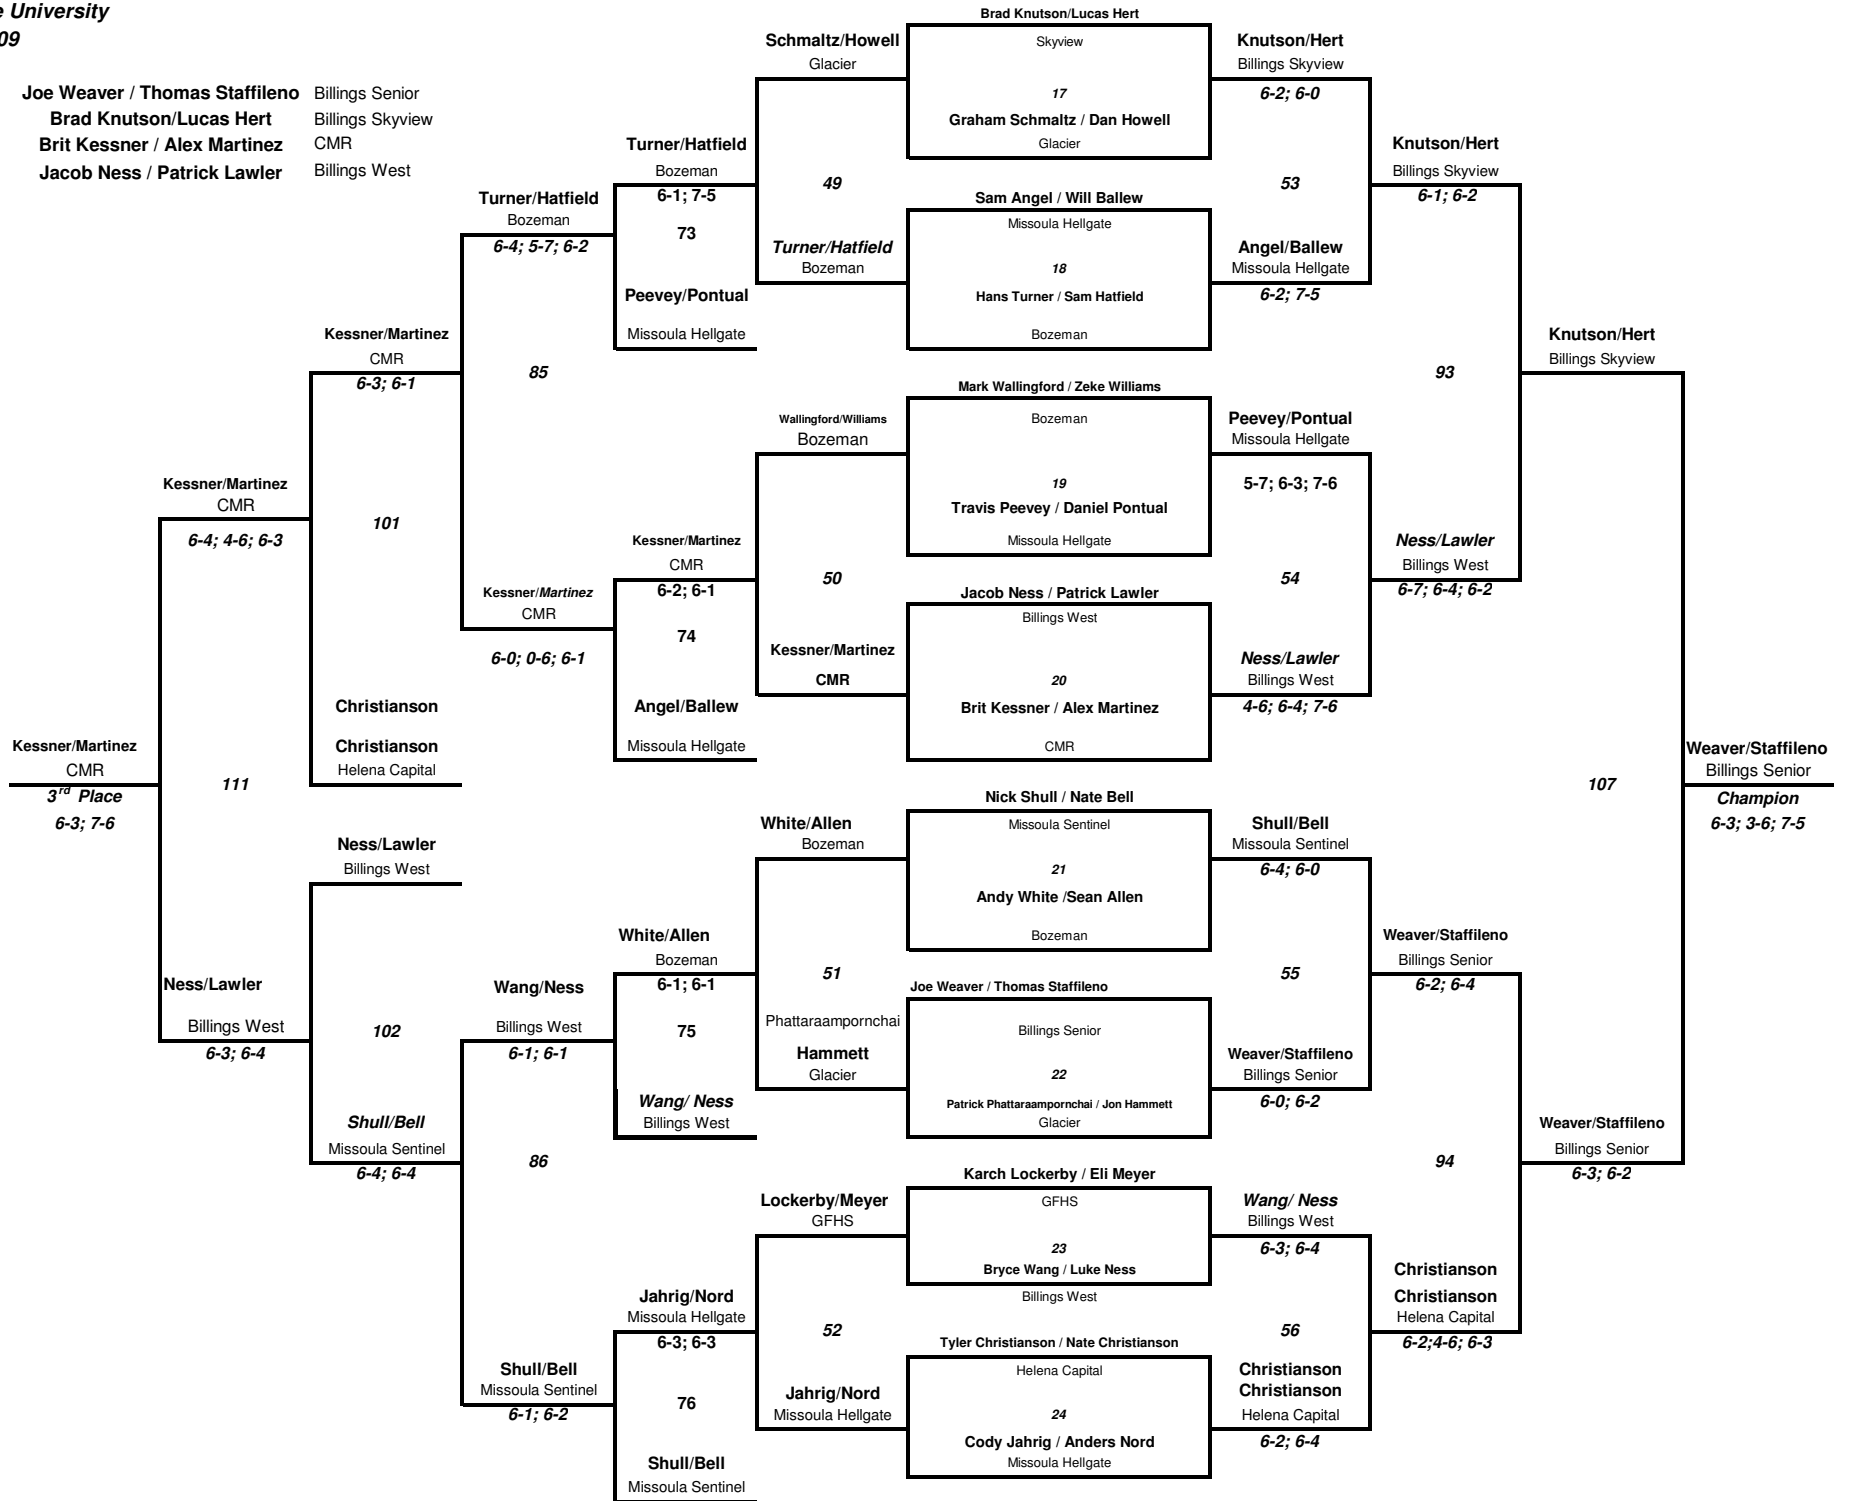 e University
09
Joe Weaver / Thomas Staffileno Billings Senior
Brad Knutson/Lucas Hert Billings Skyview
Brit Kessner / Alex Martinez CMR
Jacob Ness / Patrick Lawler Billings West
Kessner/Martinez
CMR
3rd Place
6-3; 7-6
Kessner/Martinez
CMR
6-4; 4-6; 6-3
111
Ness/Lawler
Billings West
6-3; 6-4
Kessner/Martinez
CMR
6-3; 6-1
101
Christianson
Christianson
Helena Capital
Ness/Lawler
Billings West
102
Shull/Bell
Missoula Sentinel
6-4; 6-4
Turner/Hatfield
Bozeman
6-4; 5-7; 6-2
85
Kessner/Martinez
CMR
6-0; 0-6; 6-1
Wang/Ness
Billings West
6-1; 6-1
86
Shull/Bell
Missoula Sentinel
6-1; 6-2
Turner/Hatfield
Bozeman
6-1; 7-5
73
Peevey/Pontual
Missoula Hellgate
Kessner/Martinez
CMR
6-2; 6-1
74
Angel/Ballew
Missoula Hellgate
White/Allen
Bozeman
6-1; 6-1
75
Wang/ Ness
Billings West
Jahrig/Nord
Missoula Hellgate
6-3; 6-3
76
Shull/Bell
Missoula Sentinel
Schmaltz/Howell
Glacier
49
Turner/Hatfield
Bozeman
Wallingford/Williams
Bozeman
50
Kessner/Martinez
CMR
White/Allen
Bozeman
51
Phattaraampornchai
Hammett
Glacier
Lockerby/Meyer
GFHS
52
Jahrig/Nord
Missoula Hellgate
Brad Knutson/Lucas Hert
Skyview
17
Graham Schmaltz / Dan Howell
Glacier
Sam Angel / Will Ballew
Missoula Hellgate
18
Hans Turner / Sam Hatfield
Bozeman
Mark Wallingford / Zeke Williams
Bozeman
19
Travis Peevey / Daniel Pontual
Missoula Hellgate
Jacob Ness / Patrick Lawler
Billings West
20
Brit Kessner / Alex Martinez
CMR
Nick Shull / Nate Bell
Missoula Sentinel
21
Andy White /Sean Allen
Bozeman
Joe Weaver / Thomas Staffileno
Billings Senior
22
Patrick Phattaraampornchai / Jon Hammett
Glacier
Karch Lockerby / Eli Meyer
GFHS
23
Bryce Wang / Luke Ness
Billings West
Tyler Christianson / Nate Christianson
Helena Capital
24
Cody Jahrig / Anders Nord
Missoula Hellgate
Knutson/Hert
Billings Skyview
6-2; 6-0
53
Angel/Ballew
Missoula Hellgate
6-2; 7-5
Peevey/Pontual
Missoula Hellgate
5-7; 6-3; 7-6
54
Ness/Lawler
Billings West
4-6; 6-4; 7-6
Shull/Bell
Missoula Sentinel
6-4; 6-0
55
Weaver/Staffileno
Billings Senior
6-0; 6-2
Wang/ Ness
Billings West
6-3; 6-4
56
Christianson
Christianson
Helena Capital
6-2; 6-4
Knutson/Hert
Billings Skyview
6-1; 6-2
93
Ness/Lawler
Billings West
6-7; 6-4; 6-2
Weaver/Staffileno
Billings Senior
6-2; 6-4
94
Christianson
Christianson
Helena Capital
6-2;4-6; 6-3
Knutson/Hert
Billings Skyview
107
Weaver/Staffileno
Billings Senior
6-3; 6-2
Weaver/Staffileno
Billings Senior
Champion
6-3; 3-6; 7-5